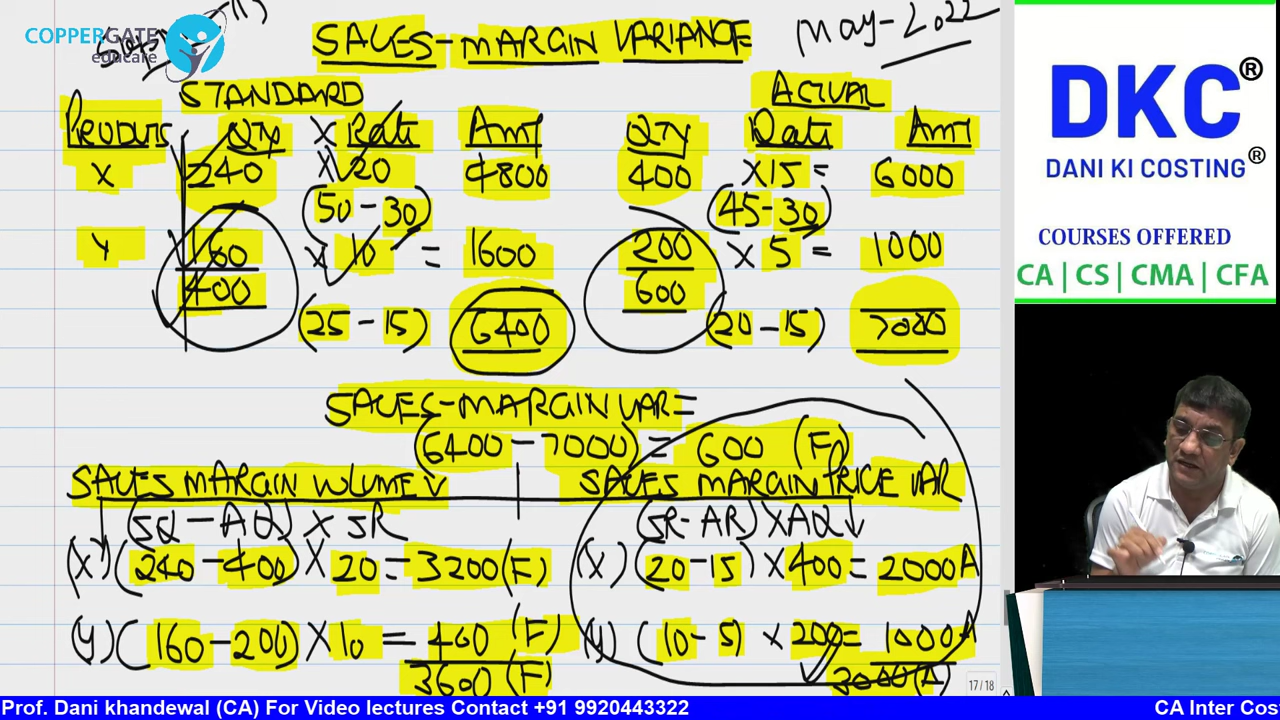 COPPERGATE
educate
SALES-MARGIN VARIANCE
May-2022
STANDARD ACTUAL
PRODUTS QTY X Rate AMT QTY Rate AMT
X 240 X 20 4800 400 X15 = 6000
(50-30) (45-30)
Y 160 X 10 = 1600 200 X 5 = 1000
400 600
(25-15) 6400 (20-15) 7000
SALES-MARGIN VAR=
(6400-7000) = 600 (F)
SALES MARGIN VOLUME V SALES MARGIN PRICE VAR
(SQ-AQ) X SR (SR-AR) X AQ
(X) (240-400) X 20 = 3200 (F) (X) (20-15) X 400 = 2000 A
(Y) (160-200) X 10 = 400 (F) (Y) (10-5) X 200 = 1000 A
3600 (F) 3000 (A)
17/18
DKC®
DANI KI COSTING®
COURSES OFFERED
CA | CS | CMA | CFA
Prof. Dani khandewal (CA) For Video lectures Contact +91 9920443322
CA Inter Cos